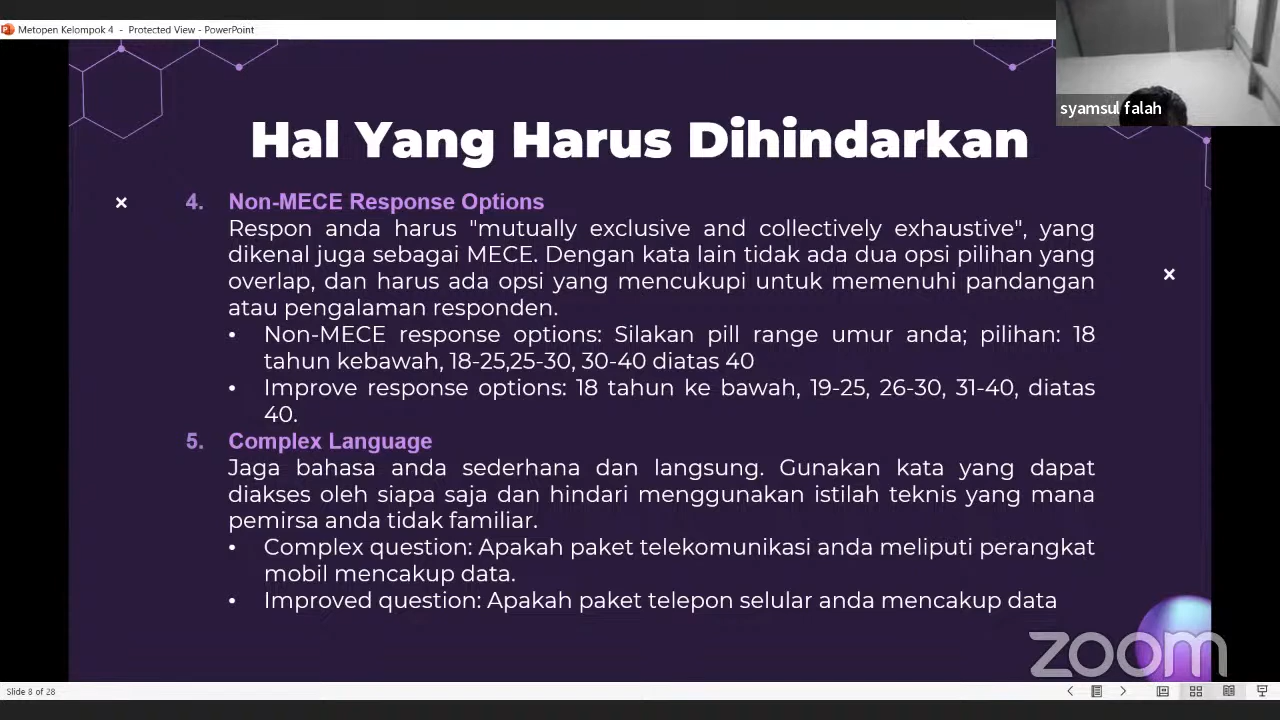 Metopen Kelompok 4 - Protected View - PowerPoint
syamsul falah
Hal Yang Harus Dihindarkan
4. Non-MECE Response Options
Respon anda harus "mutually exclusive and collectively exhaustive", yang
dikenal juga sebagai MECE. Dengan kata lain tidak ada dua opsi pilihan yang
overlap, dan harus ada opsi yang mencukupi untuk memenuhi pandangan
atau pengalaman responden.
• Non-MECE response options: Silakan pill range umur anda; pilihan: 18
tahun kebawah, 18-25,25-30, 30-40 diatas 40
• Improve response options: 18 tahun ke bawah, 19-25, 26-30, 31-40, diatas
40.
5. Complex Language
Jaga bahasa anda sederhana dan langsung. Gunakan kata yang dapat
diakses oleh siapa saja dan hindari menggunakan istilah teknis yang mana
pemirsa anda tidak familiar.
• Complex question: Apakah paket telekomunikasi anda meliputi perangkat
mobil mencakup data.
• Improved question: Apakah paket telepon selular anda mencakup data
zoom
Slide 8 of 28